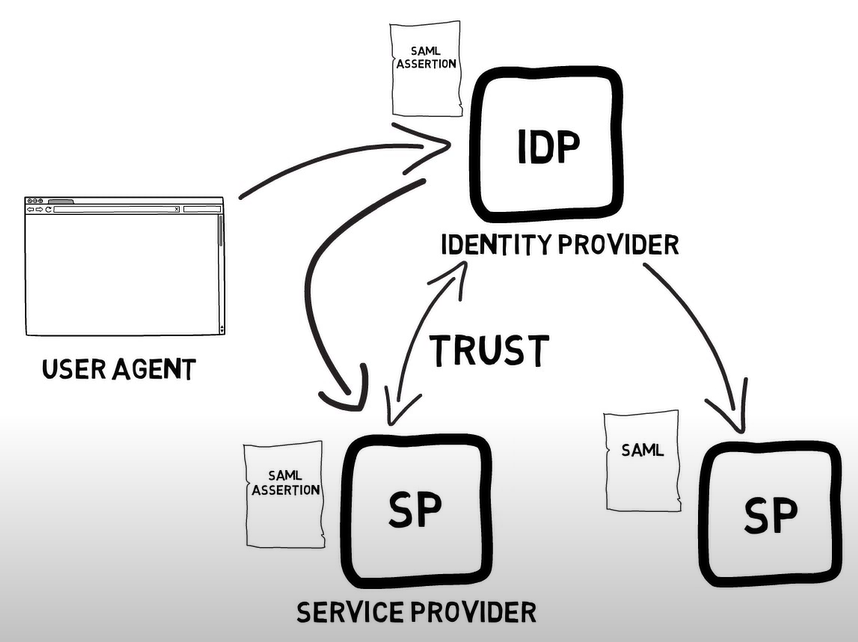 SAML
ASSERTION
IDP
IDENTITY PROVIDER
USER AGENT
TRUST
SAML
ASSERTION
SP
SERVICE PROVIDER
SAML
SP